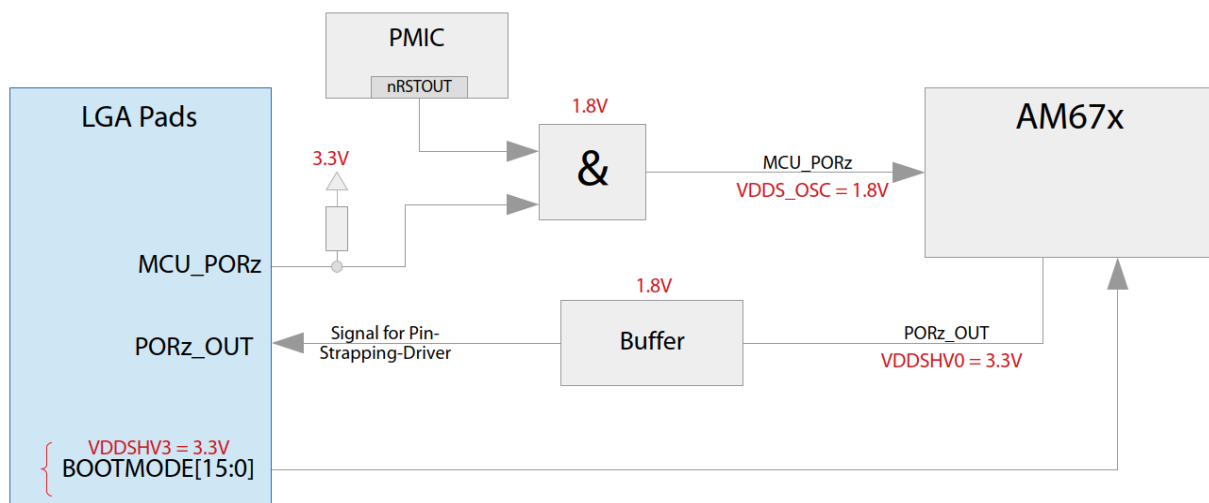 PMIC
nRSTOUT
LGA Pads
1.8V
AM67x
3.3V
&
MCU_PORz
VDDS_OSC = 1.8V
MCU_PORz
1.8V
PORz_OUT
Signal for Pin-
Strapping-Driver
Buffer
PORz_OUT
VDDSHV0 = 3.3V
VDDSHV3 = 3.3V
BOOTMODE[15:0]